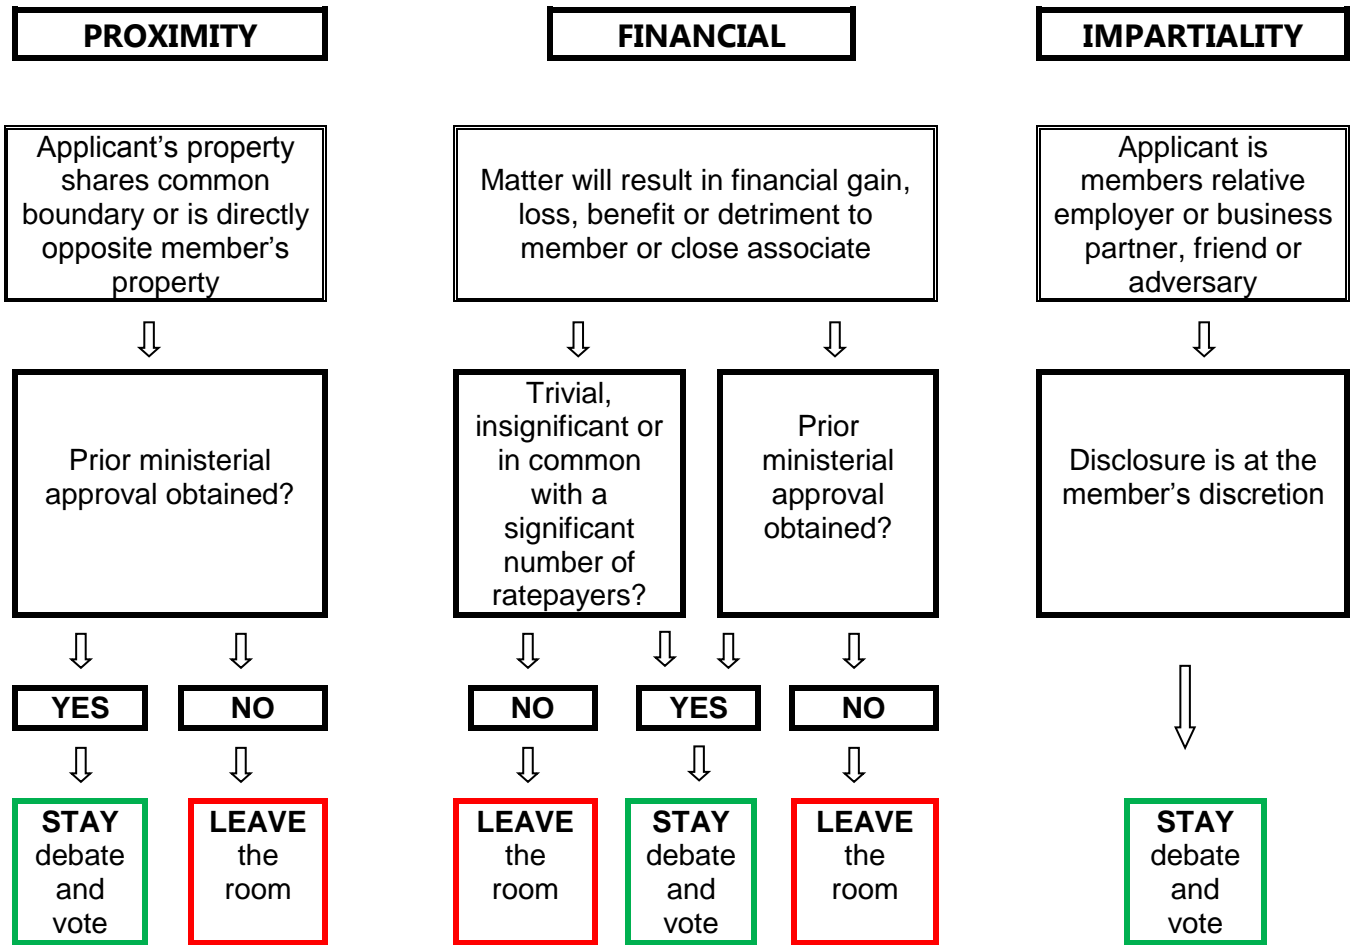 PROXIMITY
Applicant's property
shares common
boundary or is directly
opposite member's
property
Prior ministerial
approval obtained?
YES
NO
STAY
debate
and
vote
LEAVE
the
room
FINANCIAL
Matter will result in financial gain,
loss, benefit or detriment to
member or close associate
Trivial,
insignificant or
in common
with a
significant
number of
ratepayers?
Prior
ministerial
approval
obtained?
NO
YES
NO
LEAVE
the
room
STAY
debate
and
vote
LEAVE
the
room
IMPARTIALITY
Applicant is
members relative
employer or business
partner, friend or
adversary
Disclosure is at the
member's discretion
STAY
debate
and
vote